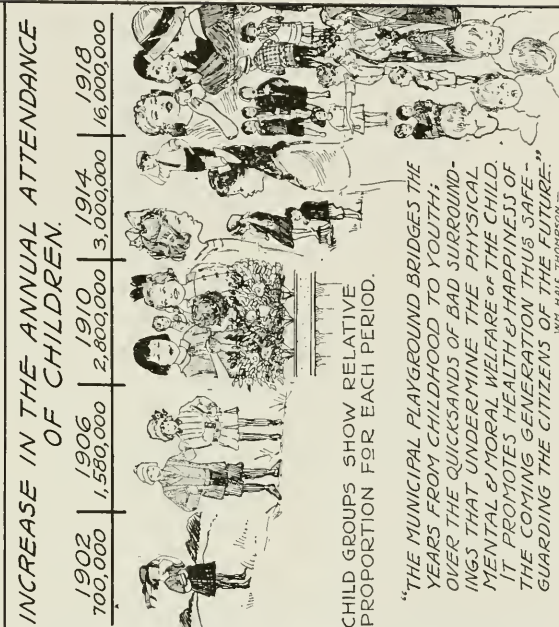 INCREASE IN THE ANNUAL ATTENDANCE
OF CHILDREN.
1902 1906 1910 1914 1918
700,000 1,580,000 2,800,000 3,000,000 16,000,000
CHILD GROUPS SHOW RELATIVE
PROPORTION FOR EACH PERIOD.
"THE MUNICIPAL PLAYGROUND BRIDGES THE
YEARS FROM CHILDHOOD TO YOUTH;
OVER THE QUICKSANDS OF BAD SURROUND-
INGS THAT UNDERMINE THE PHYSICAL
MENTAL & MORAL WELFARE OF THE CHILD.
IT PROMOTES HEALTH & HAPPINESS OF
THE COMING GENERATION THUS SAFE-
GUARDING THE CITIZENS OF THE FUTURE."